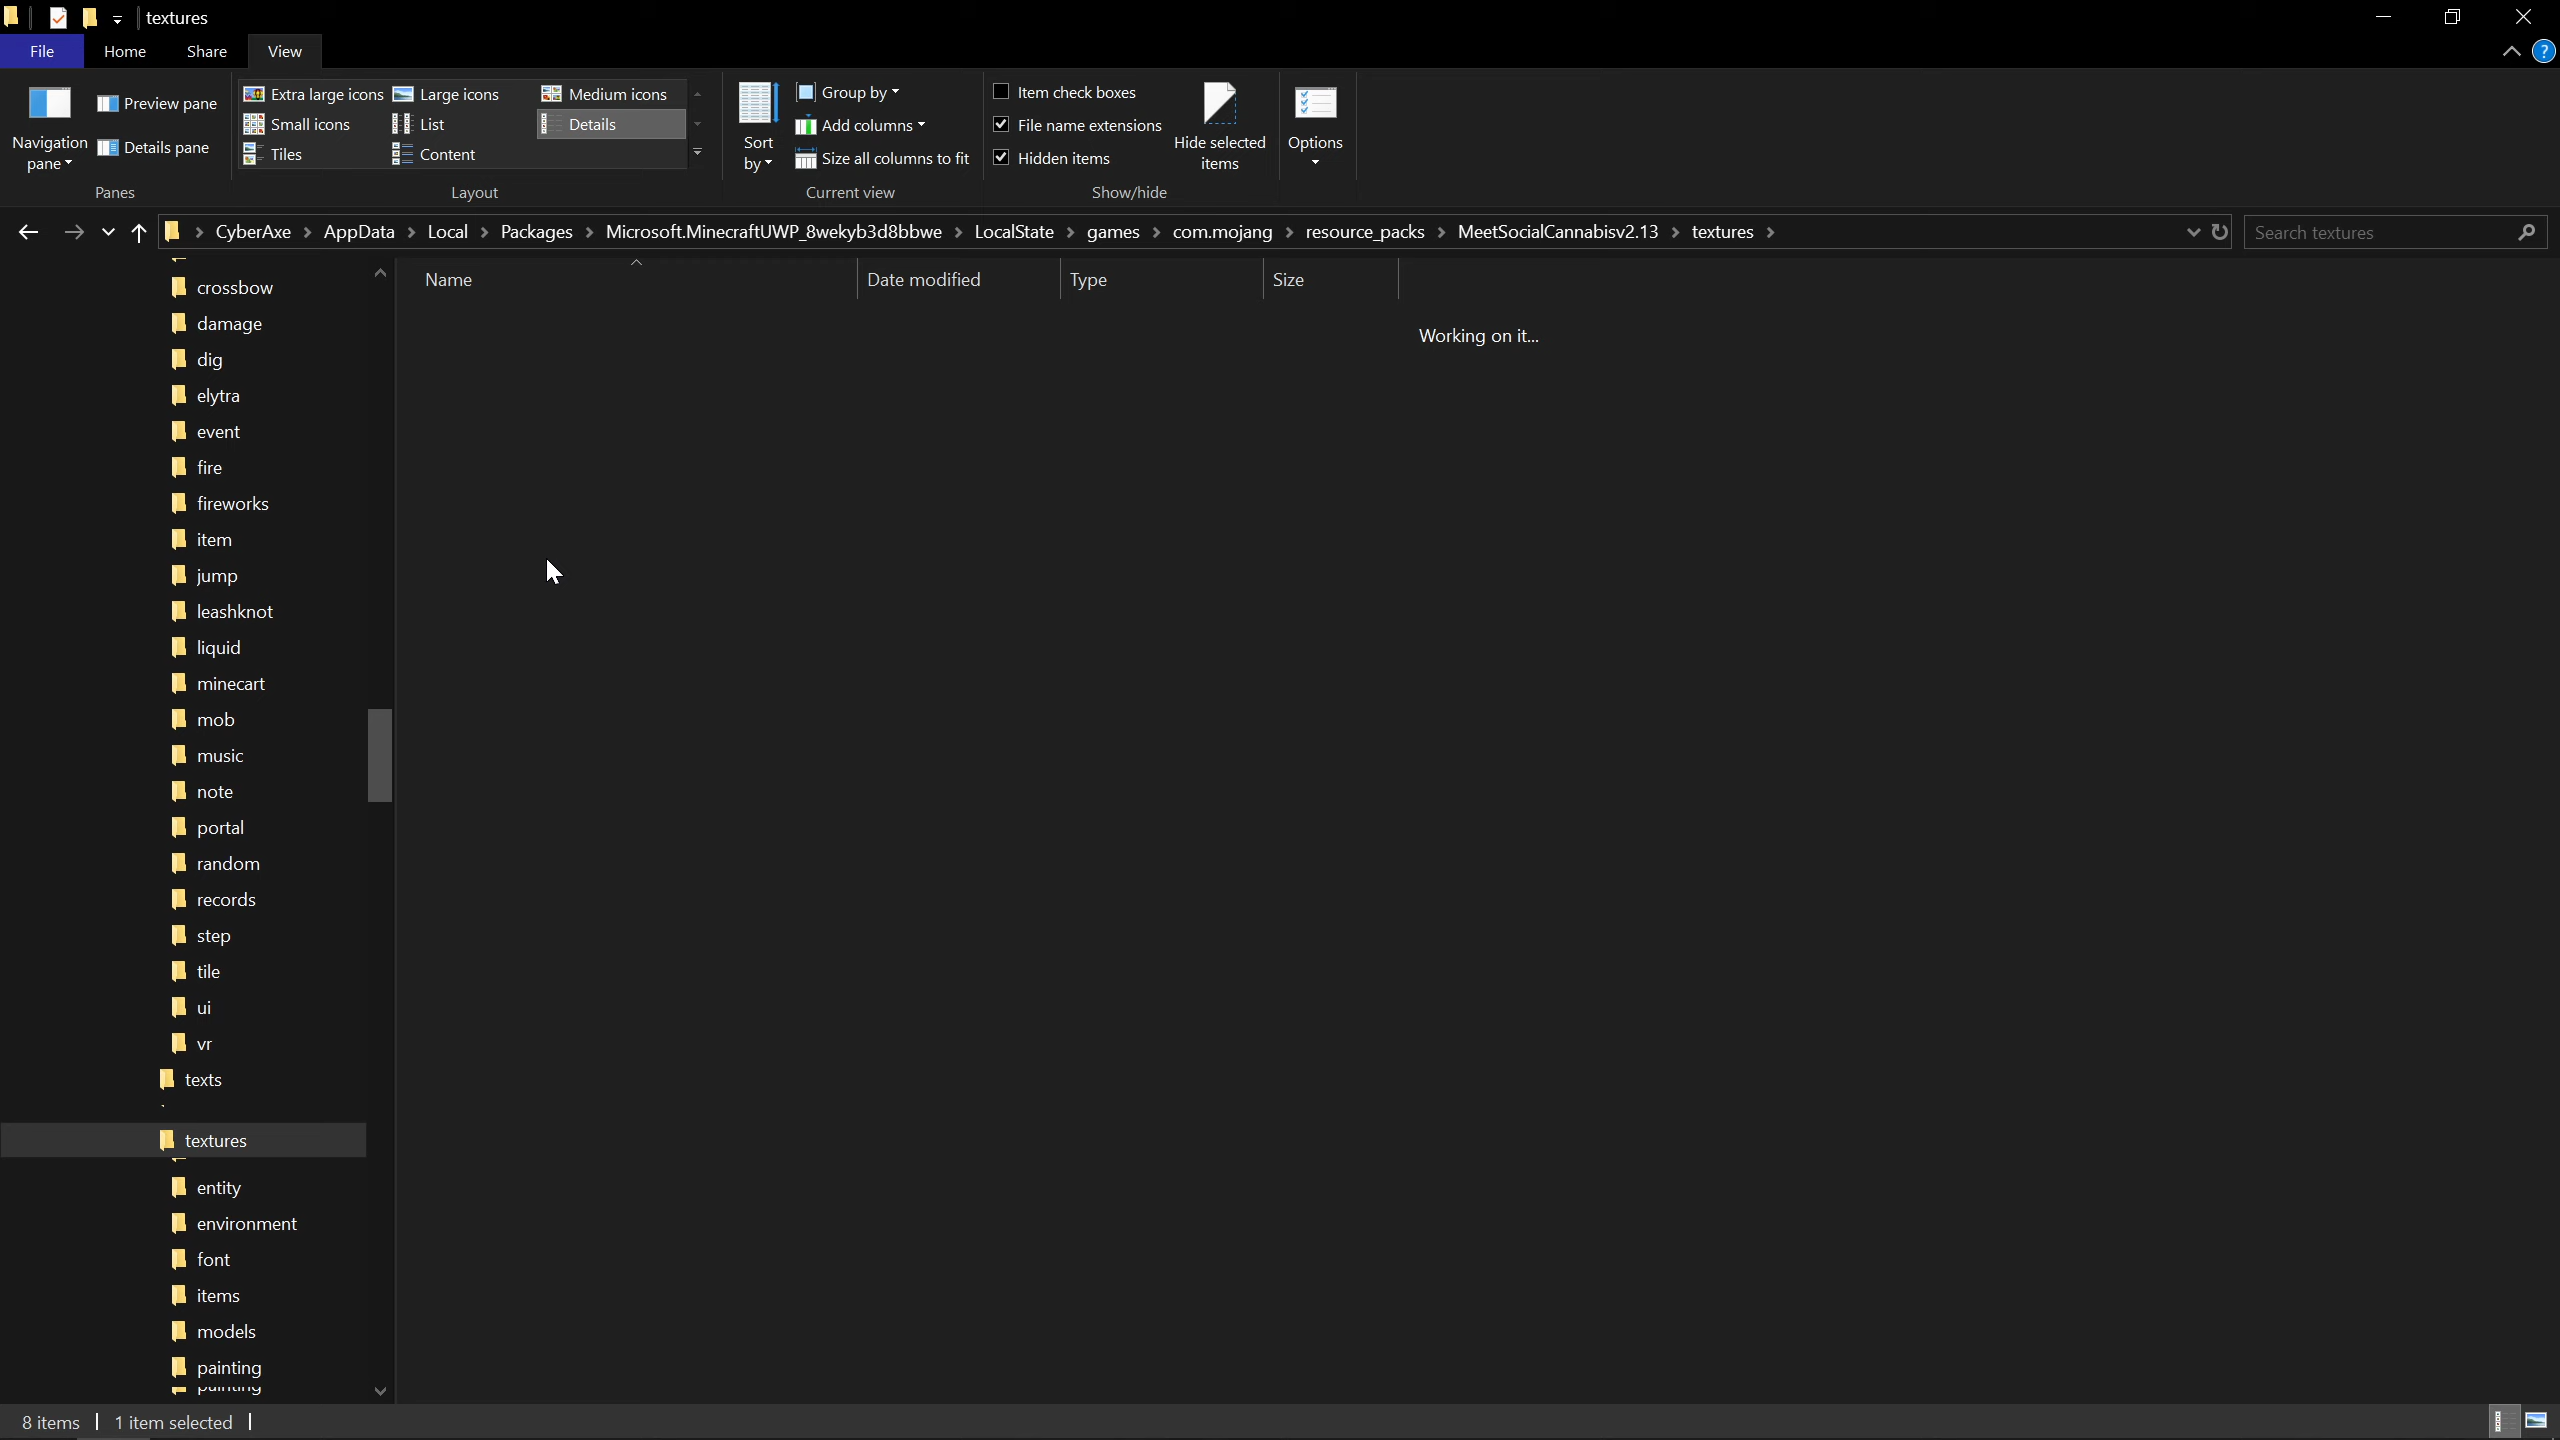 textures
File Home Share View
Navigation pane
Preview pane
Details pane
Panes
Extra large icons Large icons Medium icons
Small icons List Details
Tiles Content
Layout
Sort by
Group by
Add columns
Size all columns to fit
Current view
Item check boxes
File name extensions
Hidden items
Hide selected items
Show/hide
Options
CyberAxe AppData Local Packages Microsoft.MinecraftUWP_8wekyb3d8bbwe LocalState games com.mojang resource_packs MeetSocialCannabisv2.13 textures
Search textures
Name Date modified Type Size
Working on it...
crossbow
damage
dig
elytra
event
fire
fireworks
item
jump
leashknot
liquid
minecart
mob
music
note
portal
random
records
step
tile
ui
vr
texts
textures
entity
environment
font
items
models
painting
8 items 1 item selected